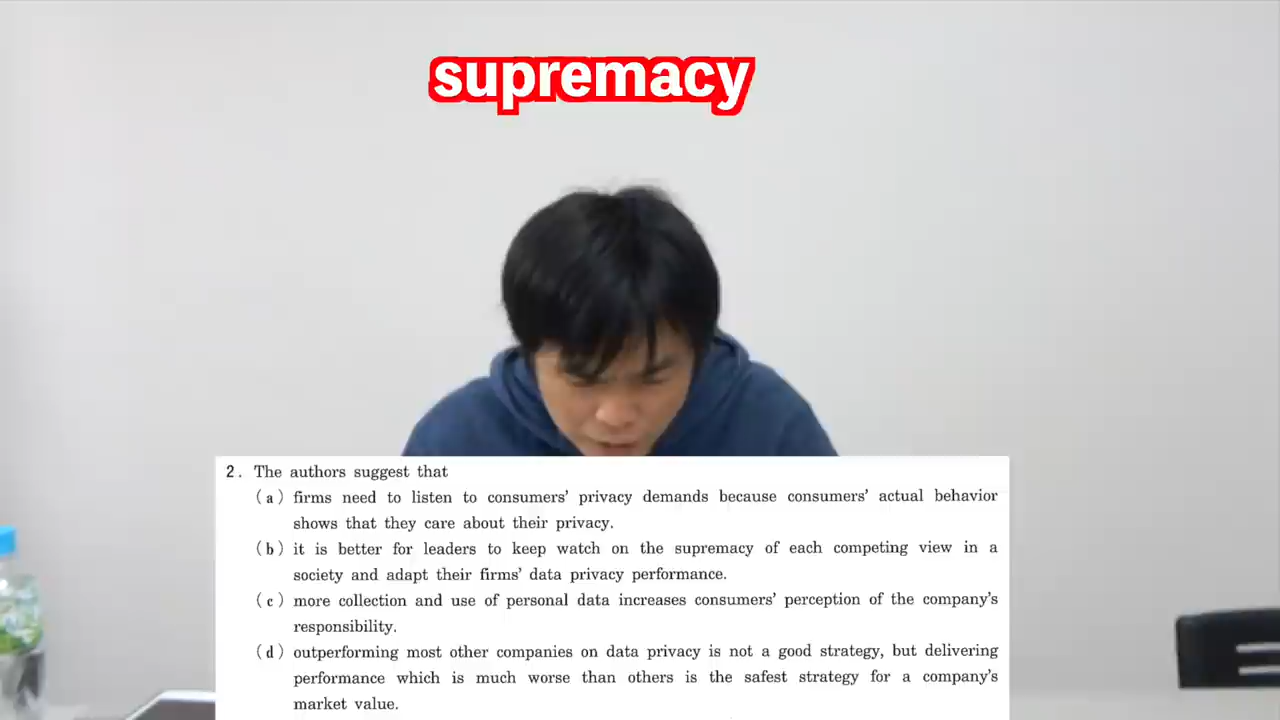 supremacy
2. The authors suggest that
(a) firms need to listen to consumers' privacy demands because consumers' actual behavior
shows that they care about their privacy.
(b) it is better for leaders to keep watch on the supremacy of each competing view in a
society and adapt their firms' data privacy performance.
(c) more collection and use of personal data increases consumers' perception of the company's
responsibility.
(d) outperforming most other companies on data privacy is not a good strategy, but delivering
performance which is much worse than others is the safest strategy for a company's
market value.